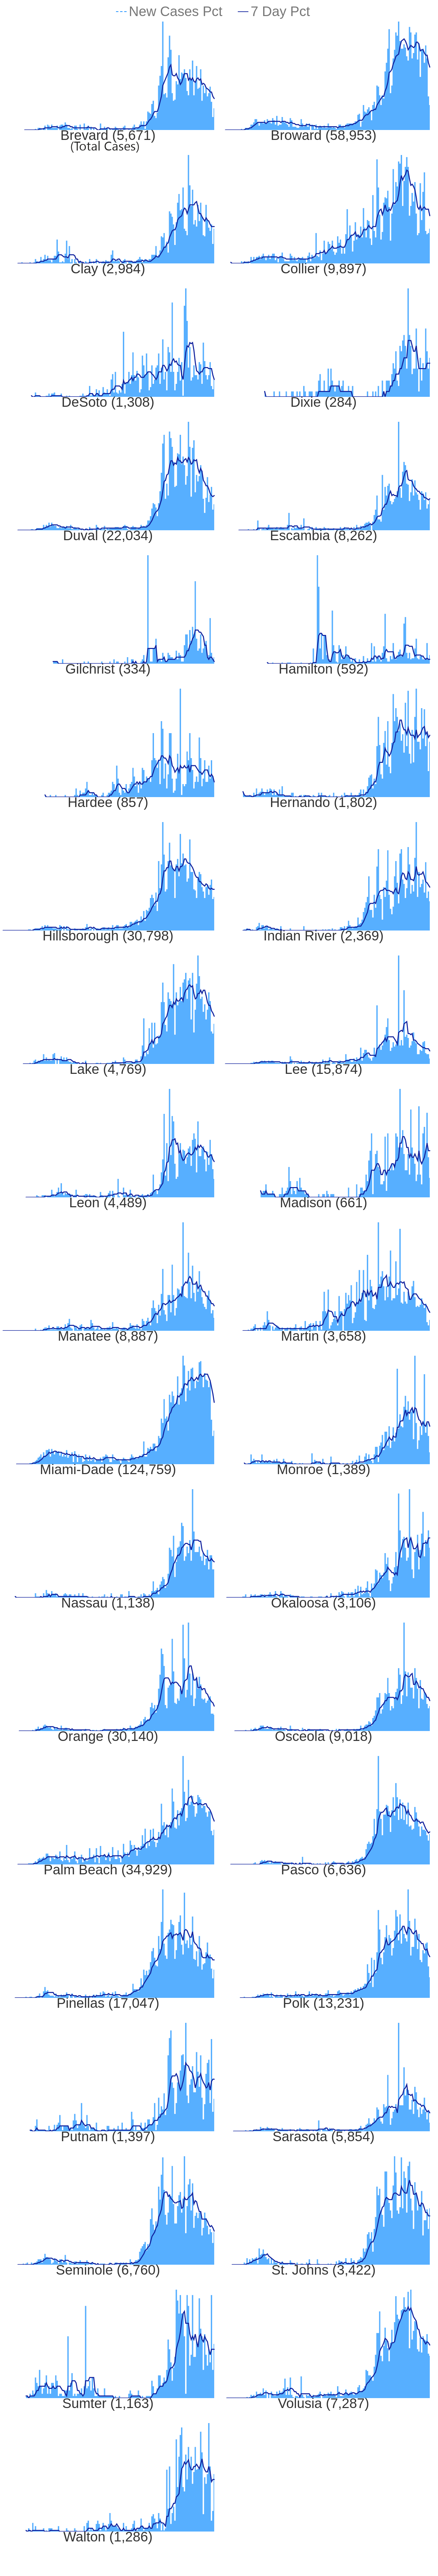 New Cases Pct 7 Day Pct
Brevard (5,671) Broward (58,953)
(Total Cases)
Clay (2,984) Collier (9,897)
DeSoto (1,308) Dixie (284)
Duval (22,034) Escambia (8,262)
Gilchrist (334) Hamilton (592)
Hardee (857) Hernando (1,802)
Hillsborough (30,798) Indian River (2,369)
Lake (4,769) Lee (15,874)
Leon (4,489) Madison (661)
Manatee (8,887) Martin (3,658)
Miami-Dade (124,759) Monroe (1,389)
Nassau (1,138) Okaloosa (3,106)
Orange (30,140) Osceola (9,018)
Palm Beach (34,929) Pasco (6,636)
Pinellas (17,047) Polk (13,231)
Putnam (1,397) Sarasota (5,854)
Seminole (6,760) St. Johns (3,422)
Sumter (1,163) Volusia (7,287)
Walton (1,286)